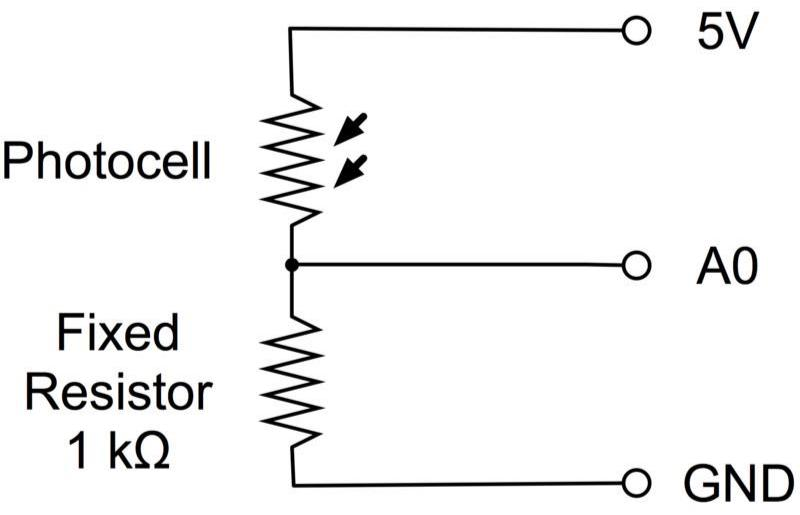 5V
Photocell
A0
Fixed
Resistor
1 kΩ
GND